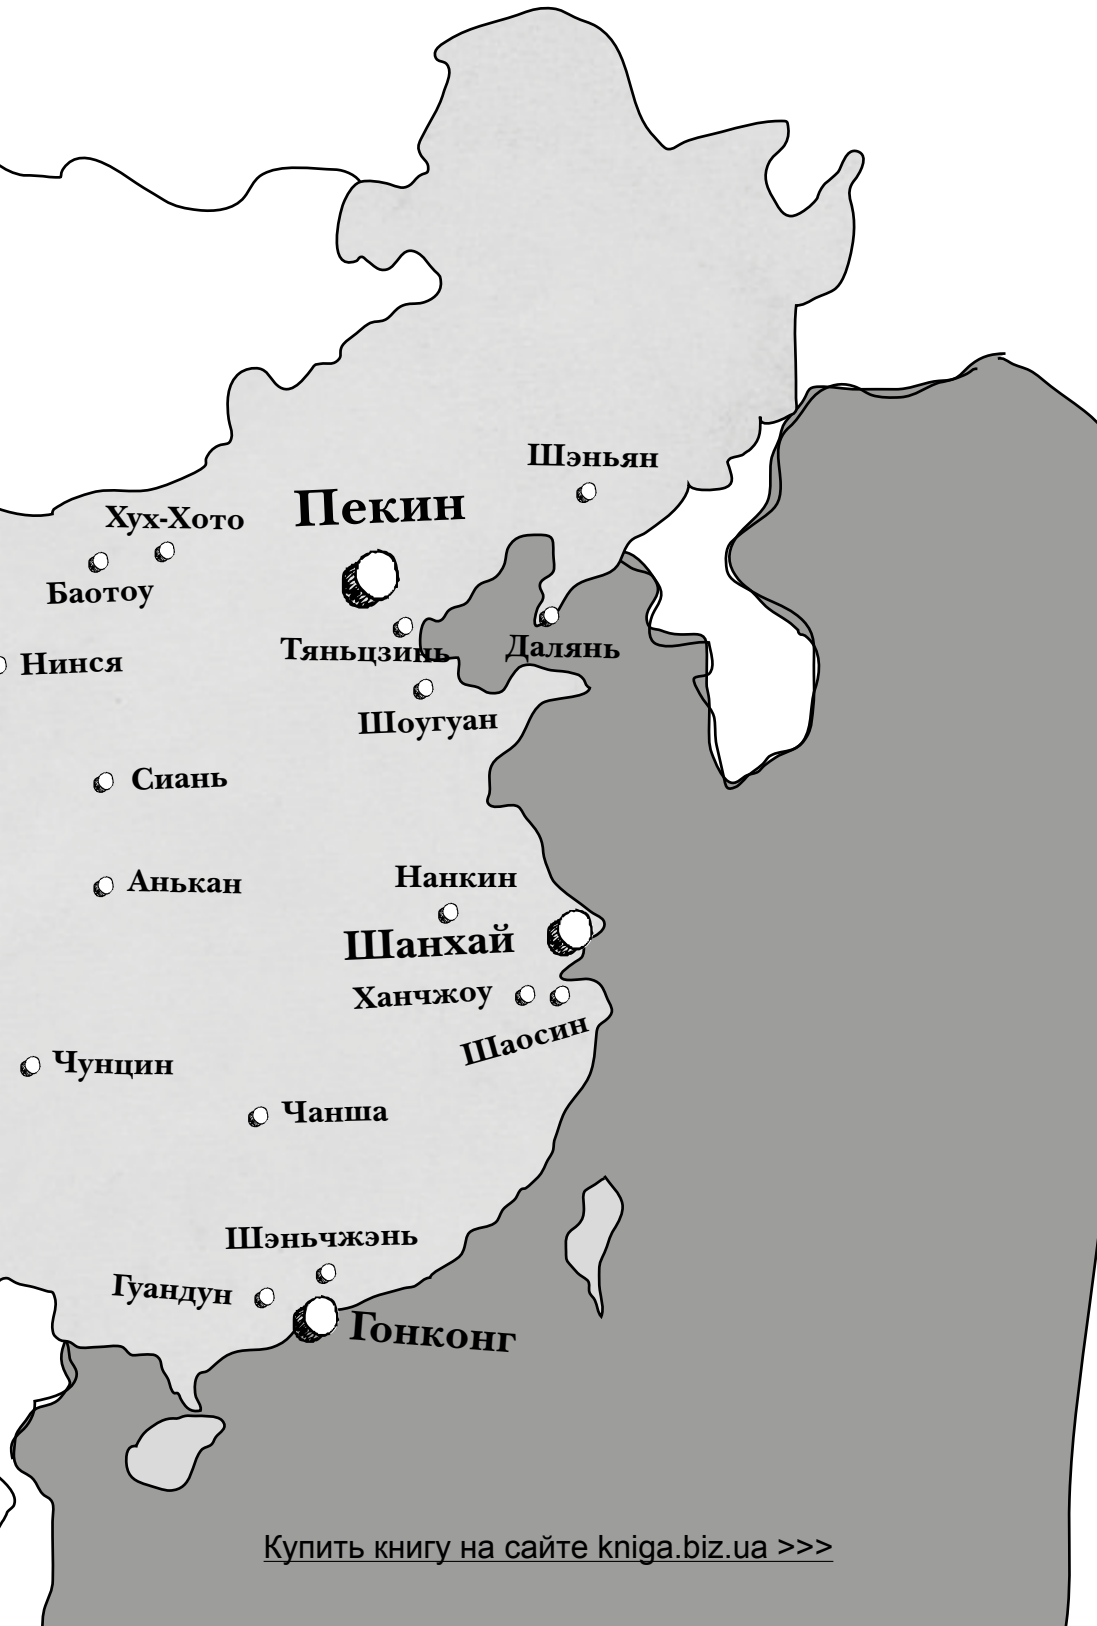 Шэньян
Пекин
Хух-Хото
Баотоу
Тяньцзинь
Далянь
Нинся
Шоугуан
Сиань
Анькан
Нанкин
Шанхай
Ханчжоу
Шаосин
Чунцин
Чанша
Шэньчжэнь
Гуандун
Гонконг
Купить книгу на сайте kniga.biz.ua >>>